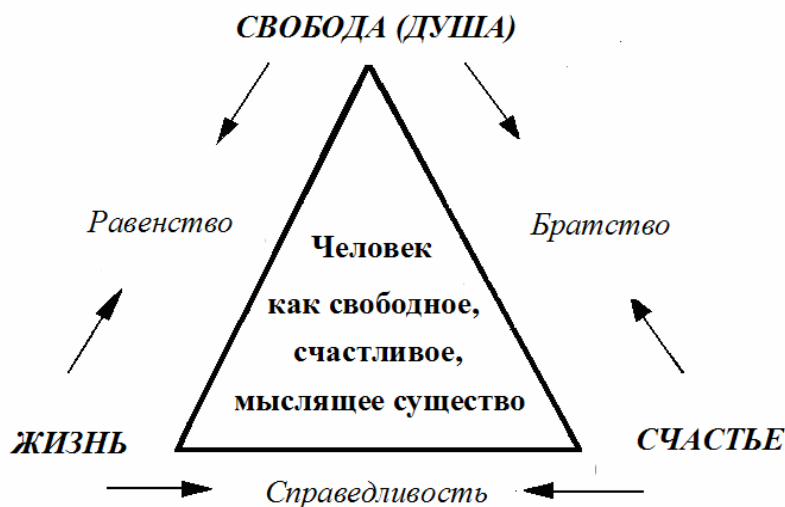 СВОБОДА (ДУША)
Равенство
Братство
Человек
как свободное,
счастливое,
мыслящее существо
ЖИЗНЬ
СЧАСТЬЕ
Справедливость